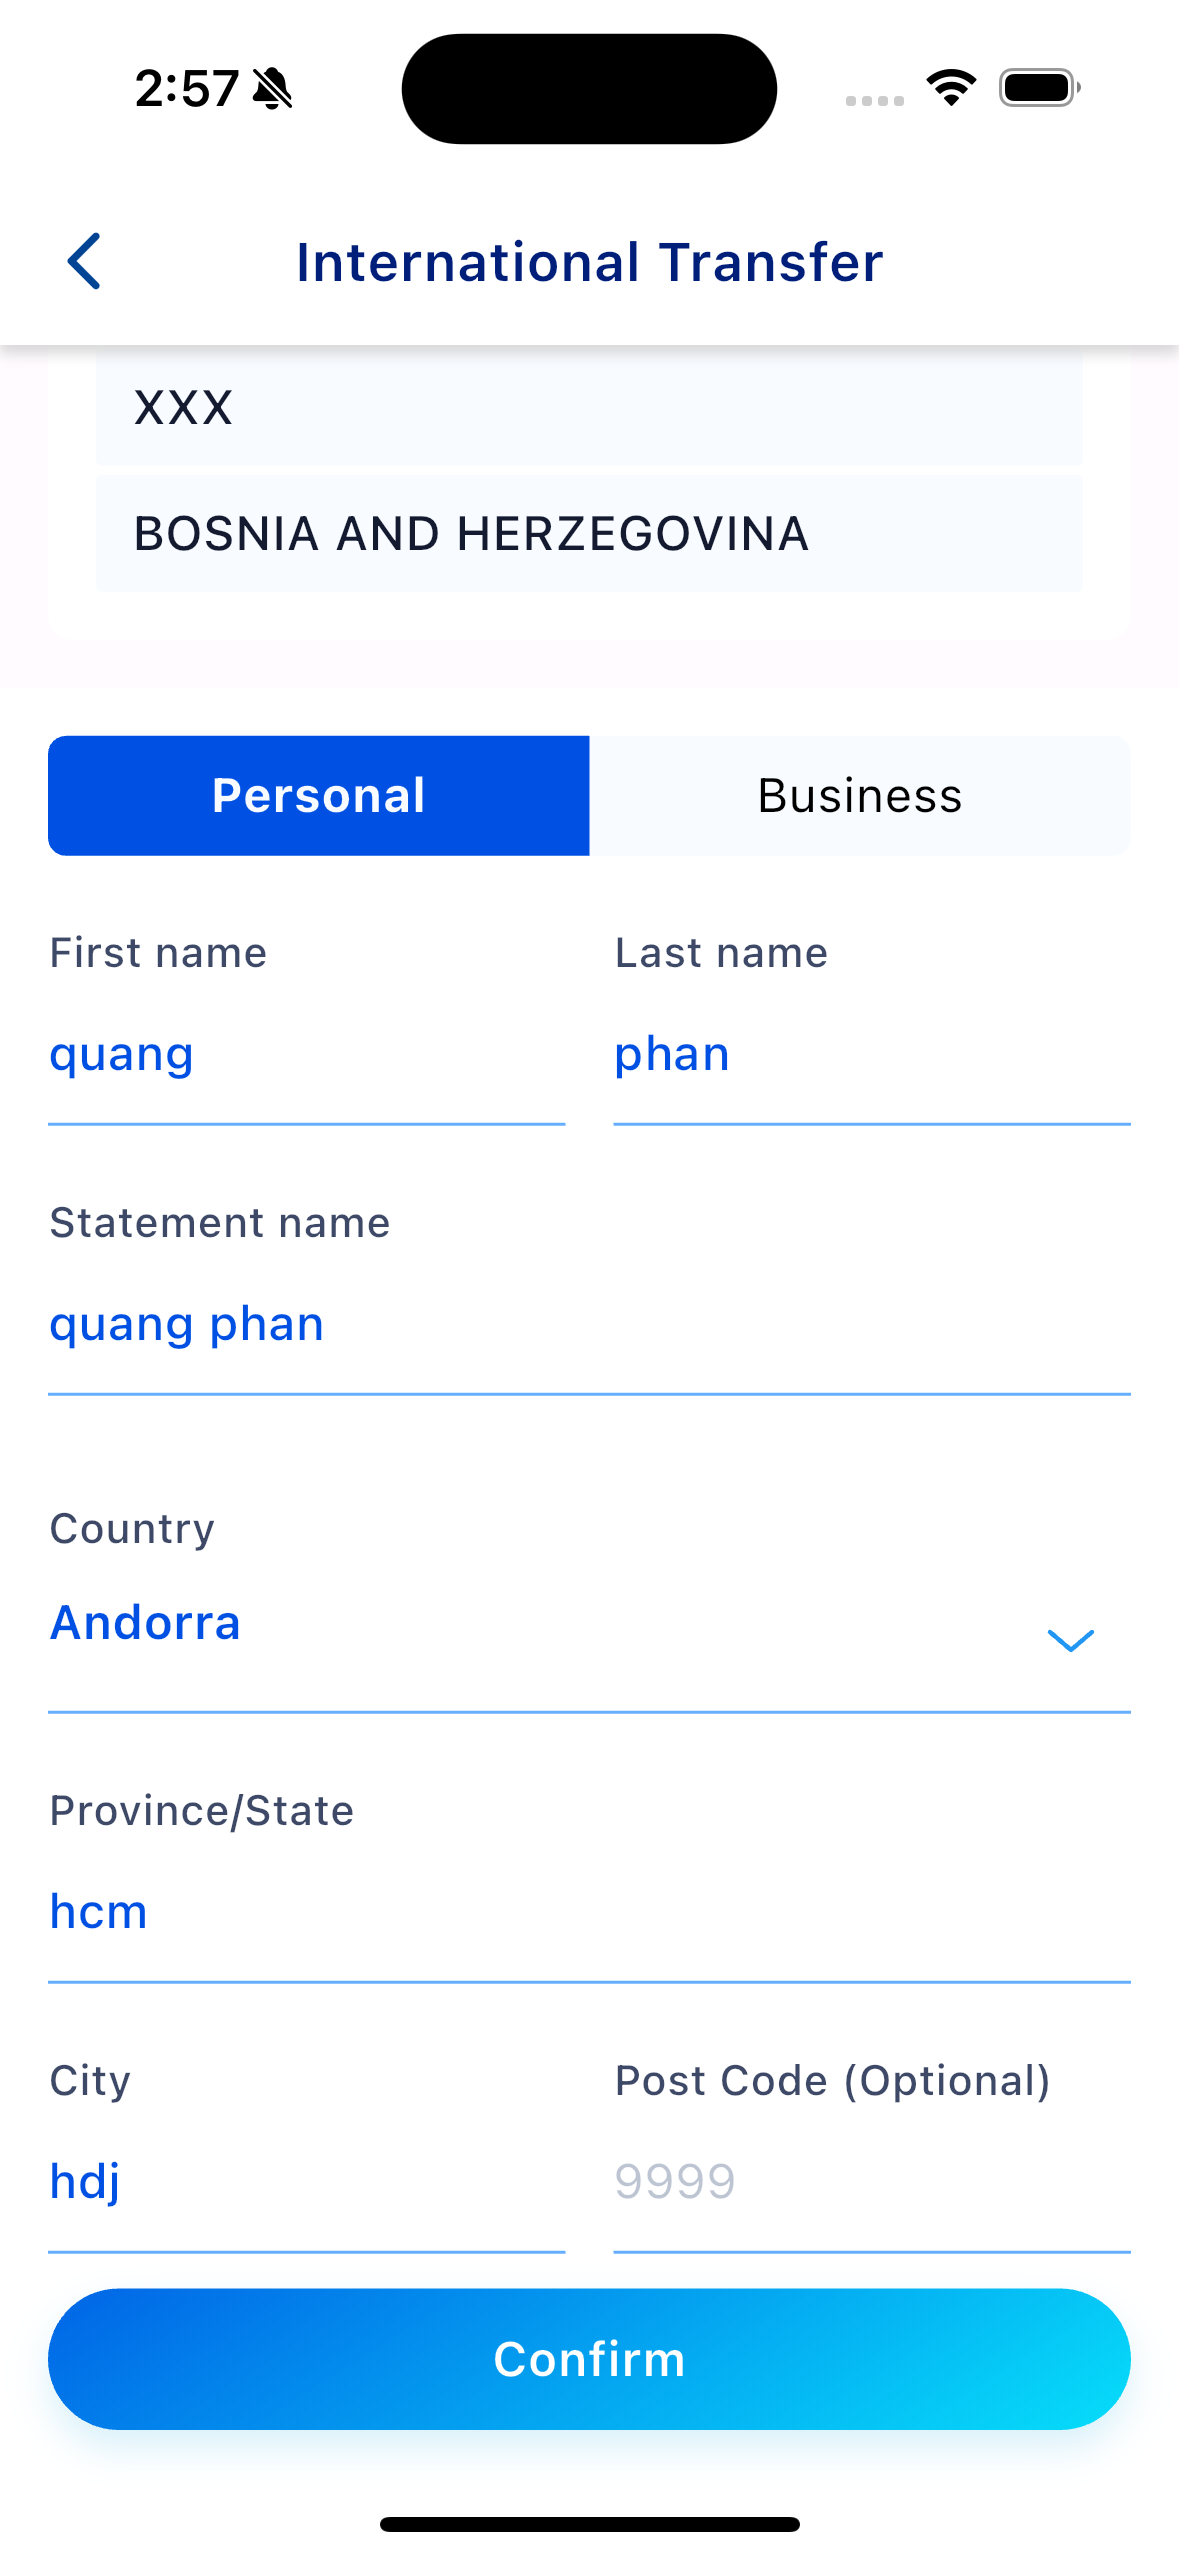 2:57
International Transfer
XXX
BOSNIA AND HERZEGOVINA
Personal
Business
First name
Last name
quang
phan
Statement name
quang phan
Country
Andorra
Province/State
hcm
City
Post Code (Optional)
hdj
9999
Confirm